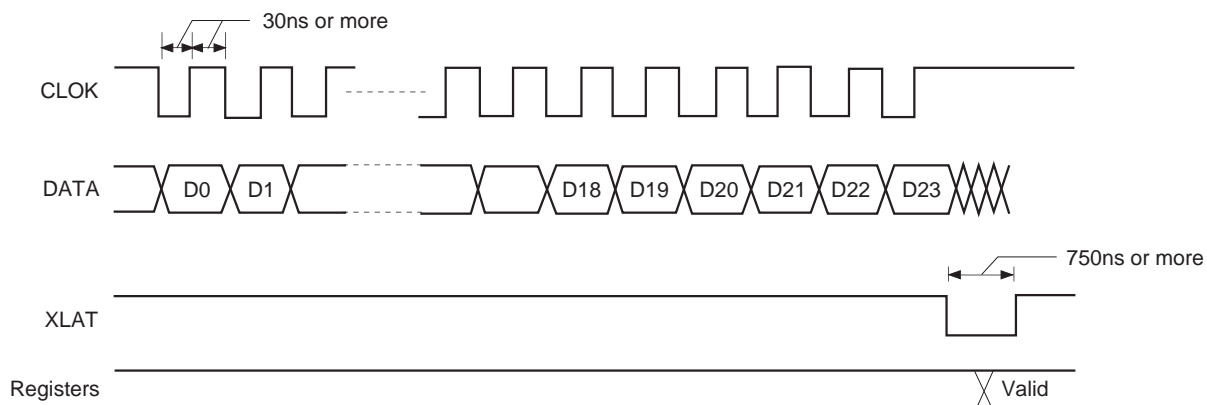 30ns or more
CLOK
DATA
D0 D1 D18 D19 D20 D21 D22 D23
750ns or more
XLAT
Registers
Valid